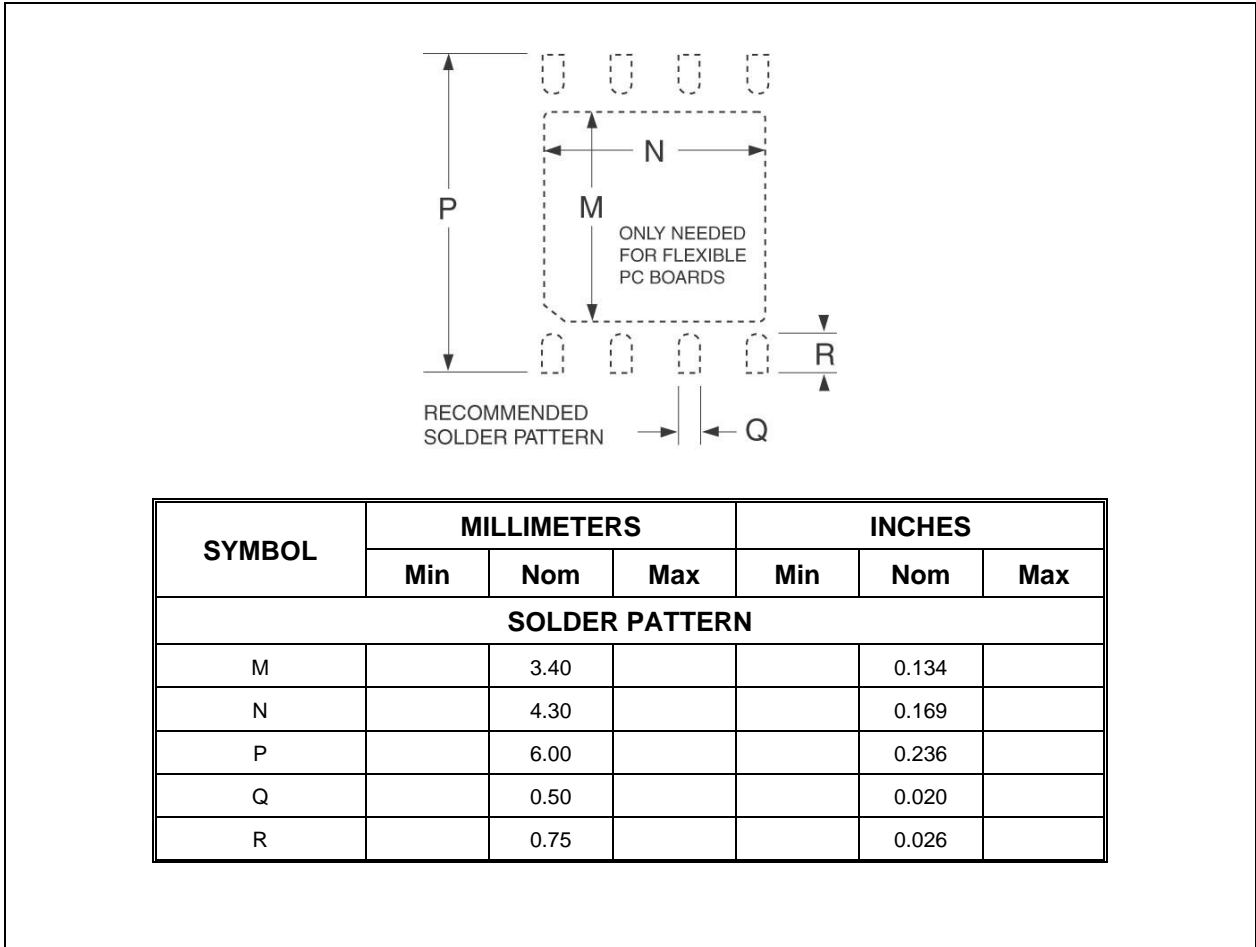 P
N
M
ONLY NEEDED
FOR FLEXIBLE
PC BOARDS
R
RECOMMENDED
SOLDER PATTERN
Q
SYMBOL MILLIMETERS INCHES
Min Nom Max Min Nom Max
SOLDER PATTERN
M 3.40 0.134
N 4.30 0.169
P 6.00 0.236
Q 0.50 0.020
R 0.75 0.026